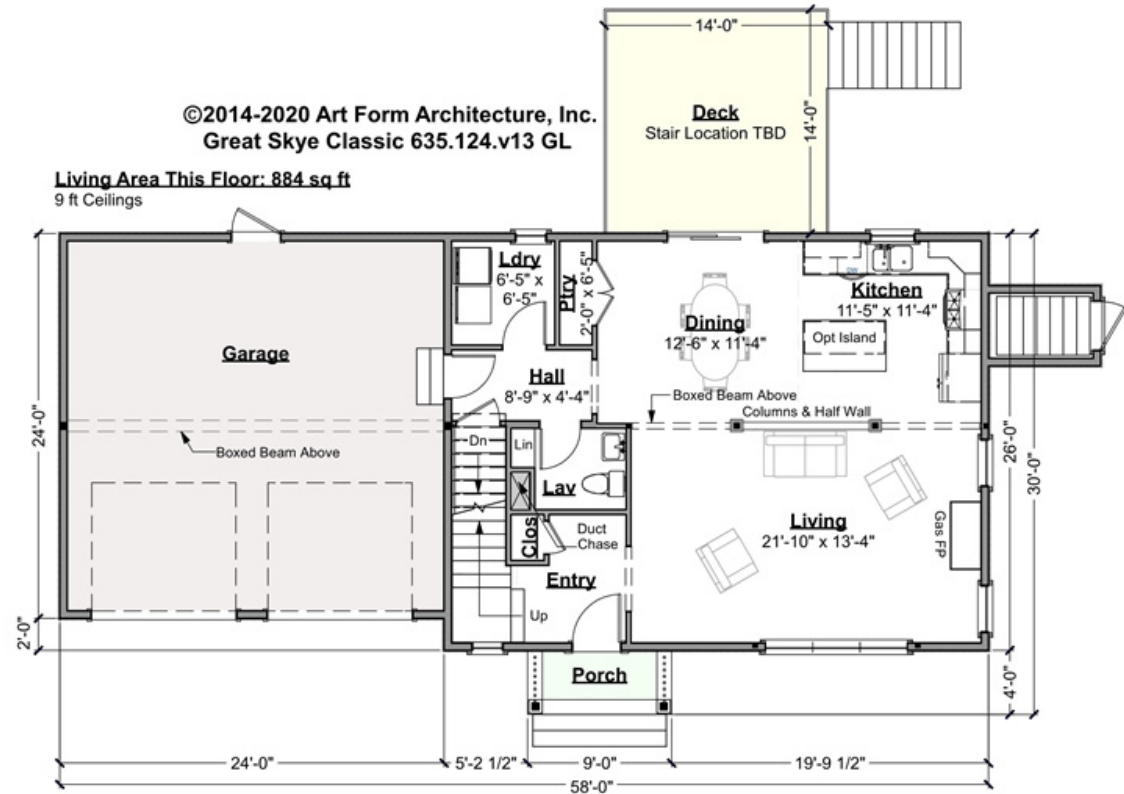 14'-0"
©2014-2020 Art Form Architecture, Inc.
Great Skye Classic 635.124.v13 GL
Deck
Stair Location TBD
14'-0"
Living Area This Floor: 884 sq ft
9 ft Ceilings
Ldry
6'-5" x
6'-5"
Ptry
2'-0" x 6'-5"
DW
Kitchen
11'-5" x 11'-4"
Dining
12'-6" x 11'-4"
Opt Island
Garage
Hall
8'-9" x 4'-4"
Boxed Beam Above
Columns & Half Wall
24'-0"
Boxed Beam Above
Dn
Lin
Lav
26'-0"
30'-0"
Living
21'-10" x 13'-4"
Gas FP
Clos
Duct
Chase
Entry
Up
2'-0"
Porch
4'-0"
24'-0"
5'-2 1/2"
9'-0"
19'-9 1/2"
58'-0"